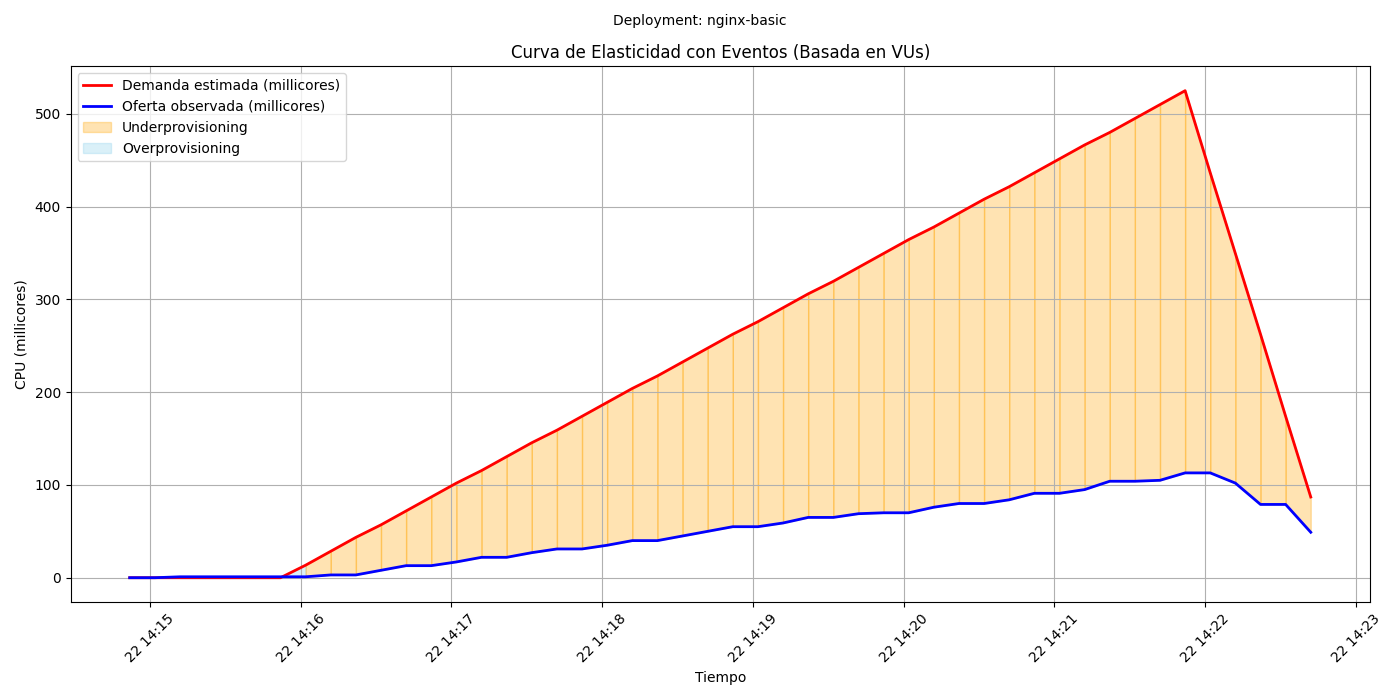 Deployment: nginx-basic
Curva de Elasticidad con Eventos (Basada en VUs)
Demanda estimada (millicores)
Oferta observada (millicores)
Underprovisioning
Overprovisioning
CPU (millicores)
500
400
300
200
100
0
22 14:15
22 14:16
22 14:17
22 14:18
22 14:19
22 14:20
22 14:21
22 14:22
22 14:23
Tiempo